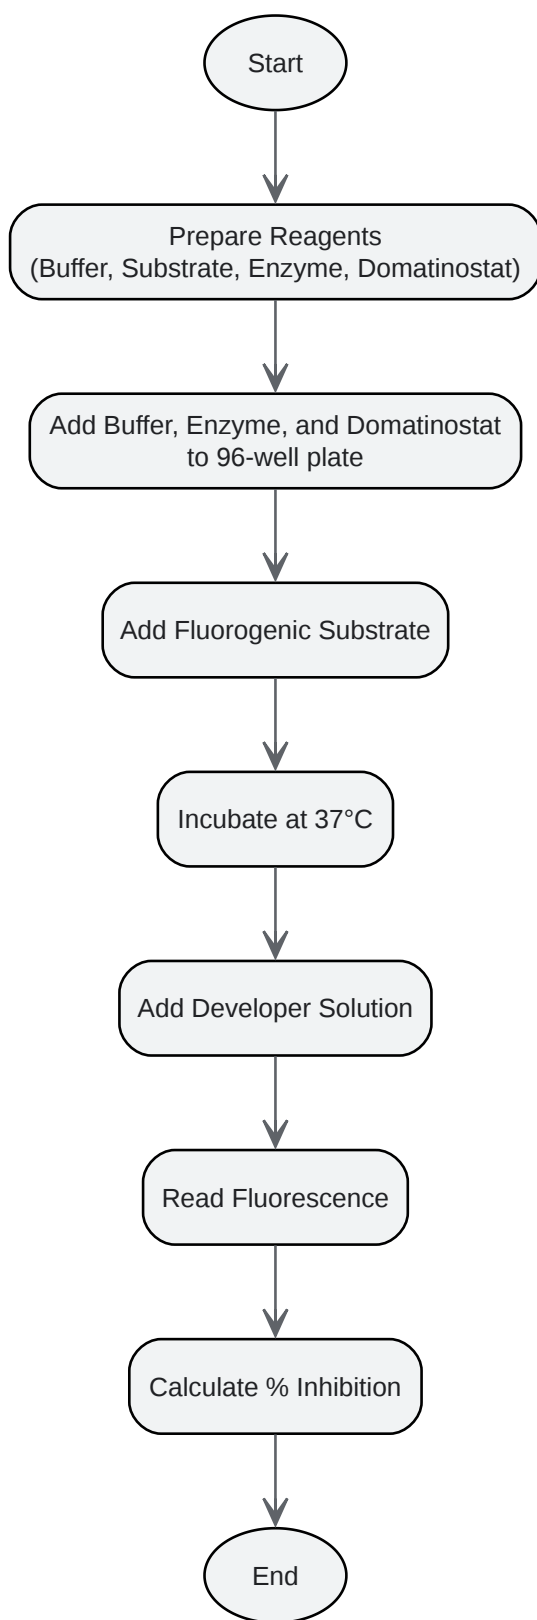 Start
Prepare Reagents
(Buffer, Substrate, Enzyme, Domatinostat)
Add Buffer, Enzyme, and Domatinostat
to 96-well plate
Add Fluorogenic Substrate
Incubate at 37°C
Add Developer Solution
Read Fluorescence
Calculate % Inhibition
End